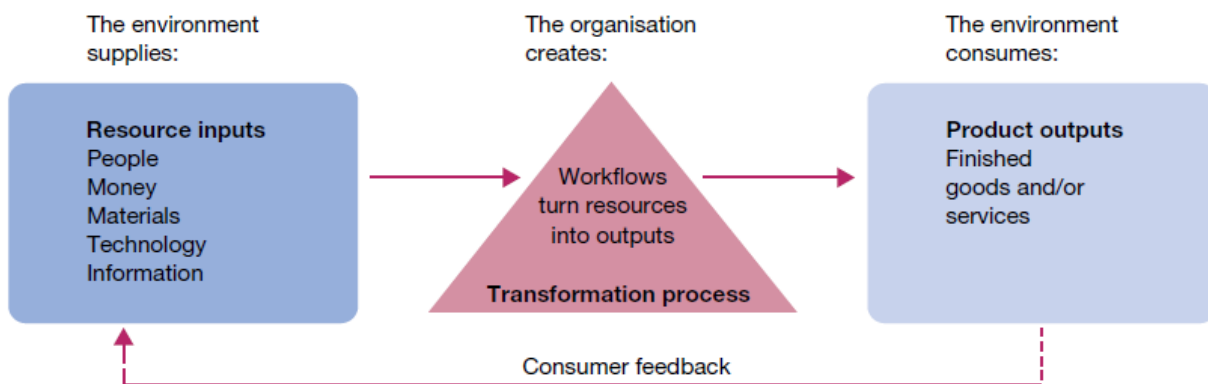 The environment
supplies:
The organisation
creates:
The environment
consumes:
Resource inputs
People
Money
Materials
Technology
Information
Workflows
turn resources
into outputs
Transformation process
Product outputs
Finished
goods and/or
services
Consumer feedback